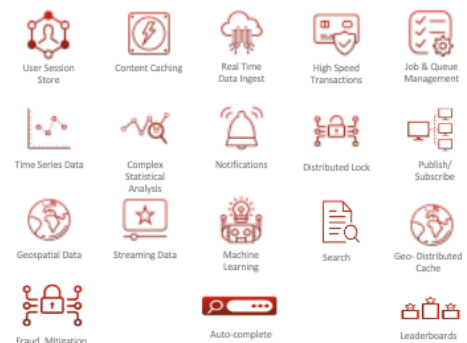 User Session
Store
Content Caching
Real Time
Data Ingest
High Speed
Transactions
Job & Queue
Management
Time Series Data
Complex
Statistical
Analysis
Notifications
Distributed Lock
Publish/
Subscribe
Geospatial Data
Streaming Data
Machine
Learning
Search
Geo- Distributed
Cache
Fraud Mitigation
Auto-complete
Leaderboards